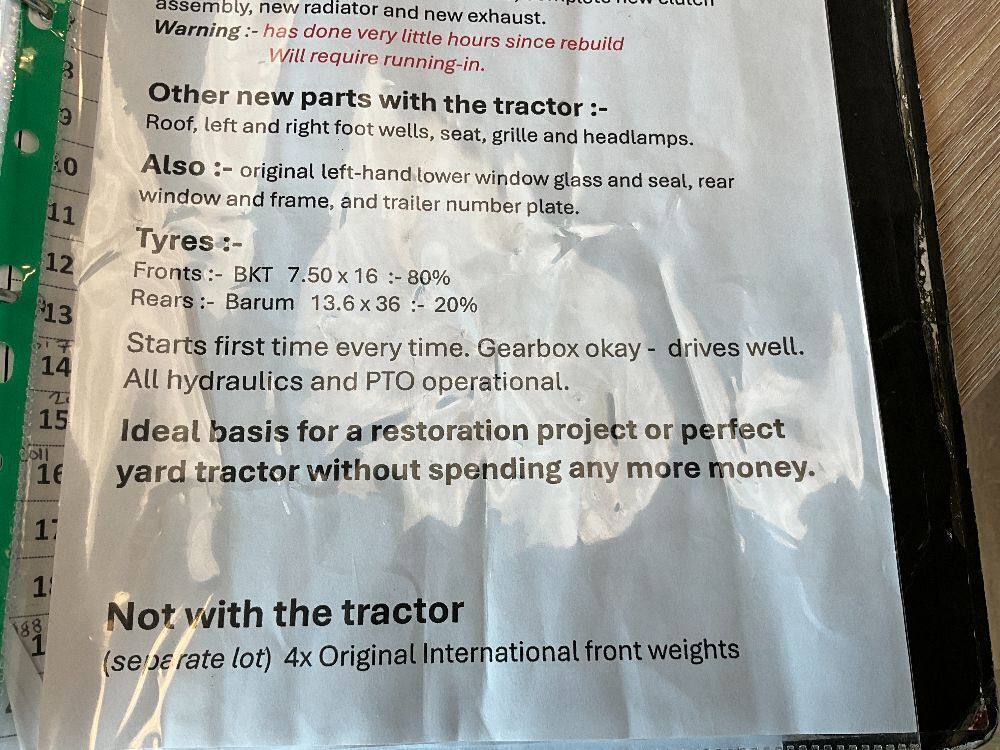 assembly, new radiator and new exhaust.
Warning :- has done very little hours since rebuild
Will require running-in.
Other new parts with the tractor :-
Roof, left and right foot wells, seat, grille and headlamps.
Also :- original left-hand lower window glass and seal, rear
window and frame, and trailer number plate.
Tyres :-
Fronts :- BKT 7.50 x 16 :- 80%
Rears :- Barum 13.6 x 36 :- 20%
Starts first time every time. Gearbox okay - drives well.
All hydraulics and PTO operational.
Ideal basis for a restoration project or perfect
yard tractor without spending any more money.
Not with the tractor
(separate lot) 4x Original International front weights
11
12
13
14
15